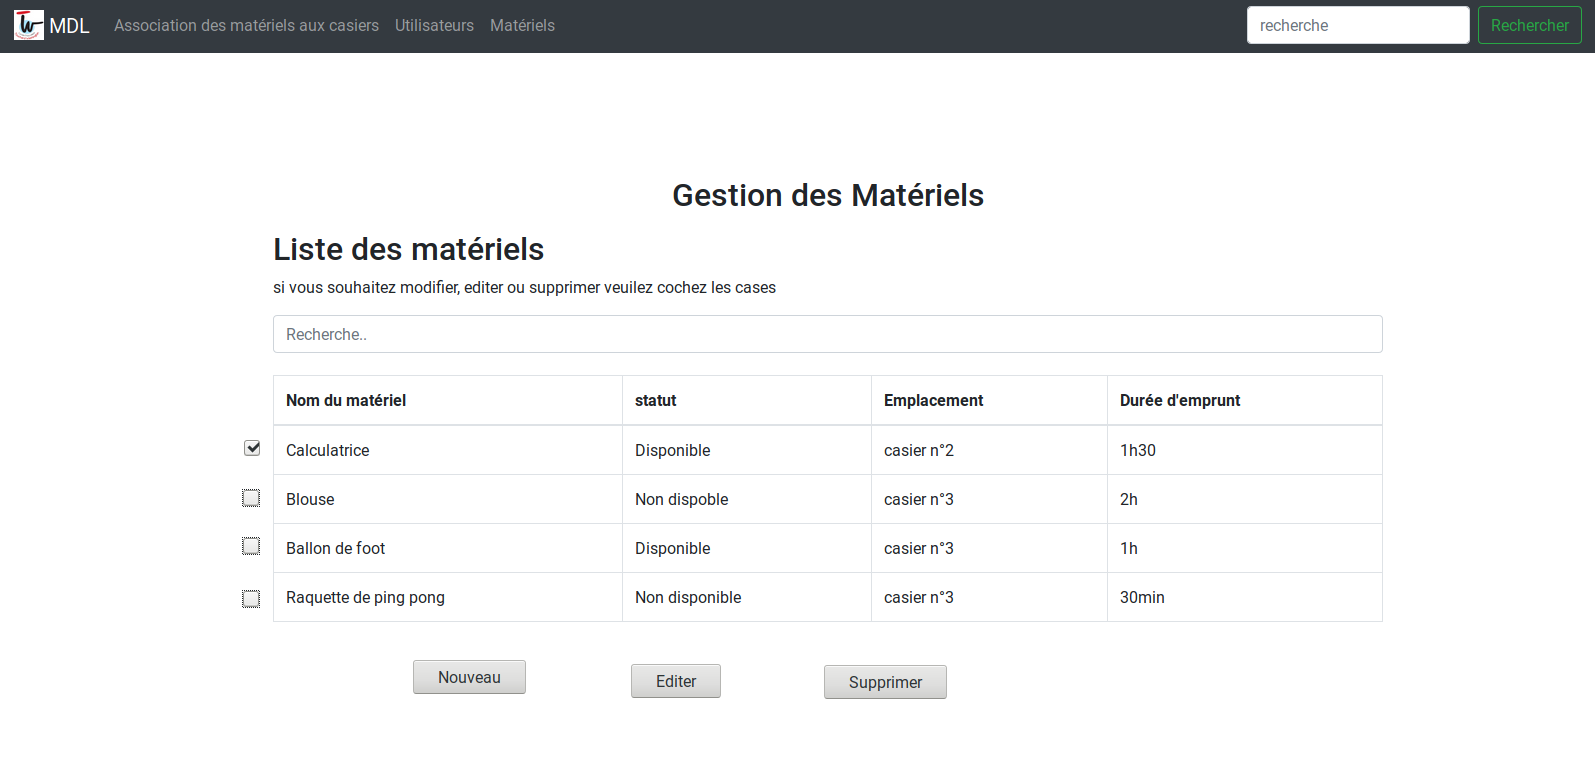 MDL Association des matériels aux casiers Utilisateurs Matériels recherche Rechercher
Gestion des Matériels
Liste des matériels
si vous souhaitez modifier, editer ou supprimer veuilez cochez les cases
Recherche..
Nom du matériel statut Emplacement Durée d'emprunt
Calculatrice Disponible casier n°2 1h30
Blouse Non dispoble casier n°3 2h
Ballon de foot Disponible casier n°3 1h
Raquette de ping pong Non disponible casier n°3 30min
Nouveau Editer Supprimer